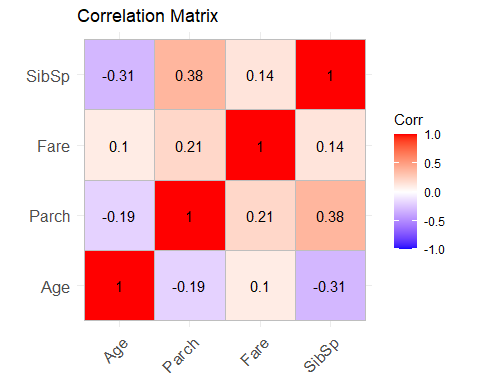 Correlation Matrix
SibSp -0.31 0.38 0.14 1
Fare 0.1 0.21 1 0.14
Parch -0.19 1 0.21 0.38
Age 1 -0.19 0.1 -0.31
Age Parch Fare SibSp
Corr
1.0
0.5
0.0
-0.5
-1.0